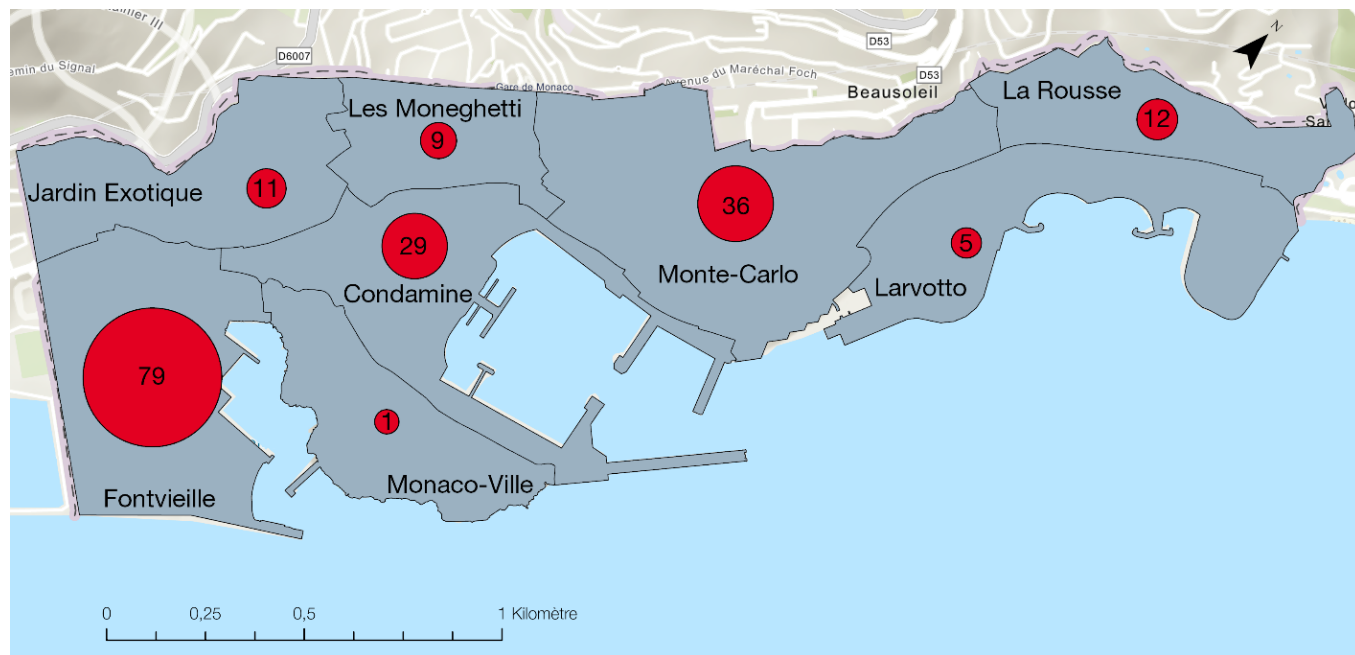 D6007
D53
N
Avenue du Maréchal Foch
D53
Gare de Monaco
Beausoleil
La Rousse
12
Les Moneghetti
9
Jardin Exotique
11
36
Monte-Carlo
29
Condamine
5
Larvotto
79
1
Monaco-Ville
Fontvieille
0
0,25
0,5
1 Kilomètre